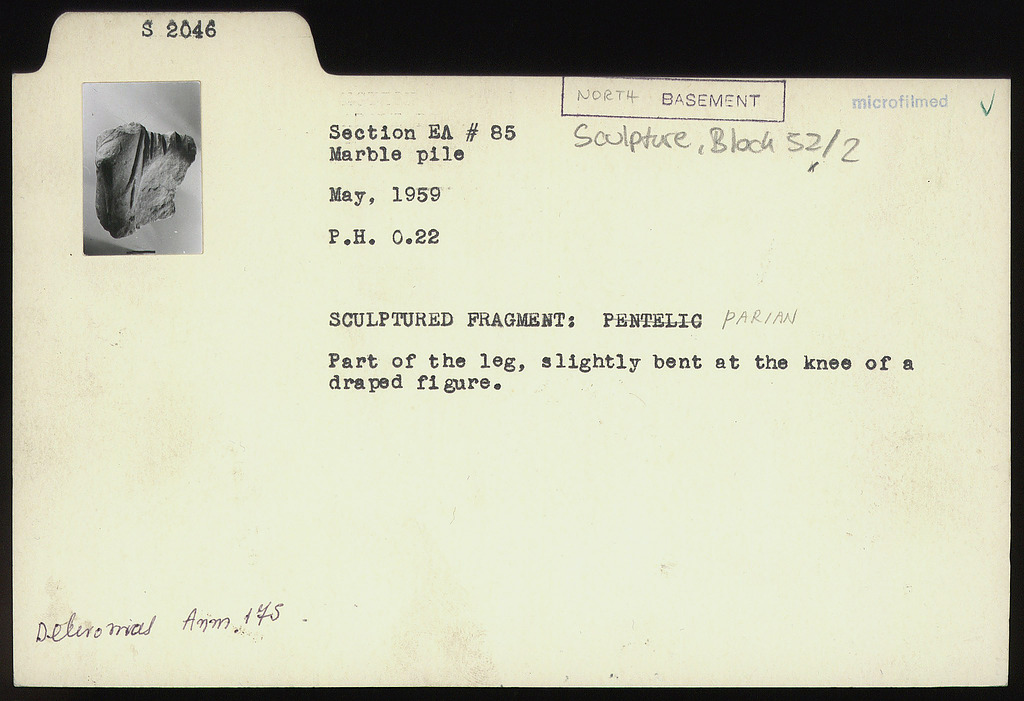 S 2046
NORTH BASEMENT
microfilmed ✓
Section EA # 85
Sculpture, Block 52/2
Marble pile
May, 1959
P.H. 0.22
SCULPTURED FRAGMENT: PENTELIC PARIAN
Part of the leg, slightly bent at the knee of a
draped figure.
175